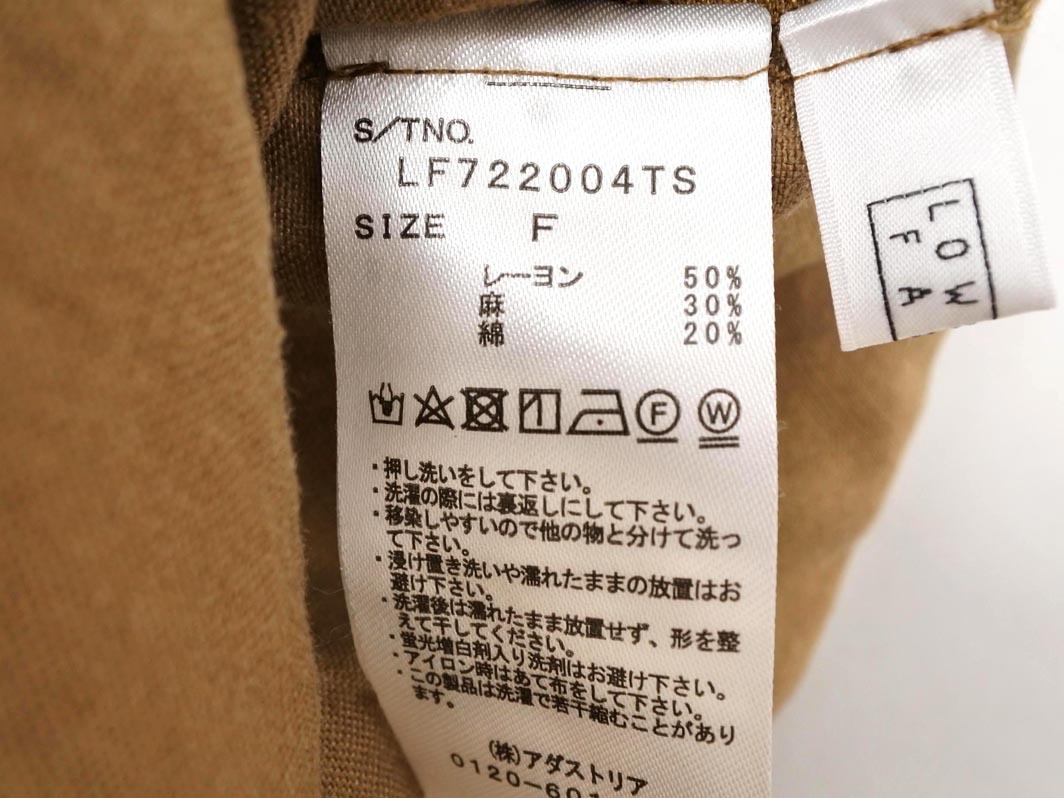 S/TNO.
LF722004TS
SIZE F
レーヨン 50%
麻 30%
綿 20%
F W
・押し洗いをして下さい。
・洗濯の際には裏返しにして下さい。
・移染しやすいので他の物と分けて洗っ
て下さい。
・浸け置き洗いや濡れたままの放置はお
避け下さい。
・洗濯後は濡れたまま放置せず、形を整
えて干してください。
・蛍光増白剤入り洗剤はお避け下さい。
・アイロン時はあて布をして下さい。
・この製品は洗濯で若干縮むことがあり
ます。
(株)アダストリア
0120-601
LOW
FA